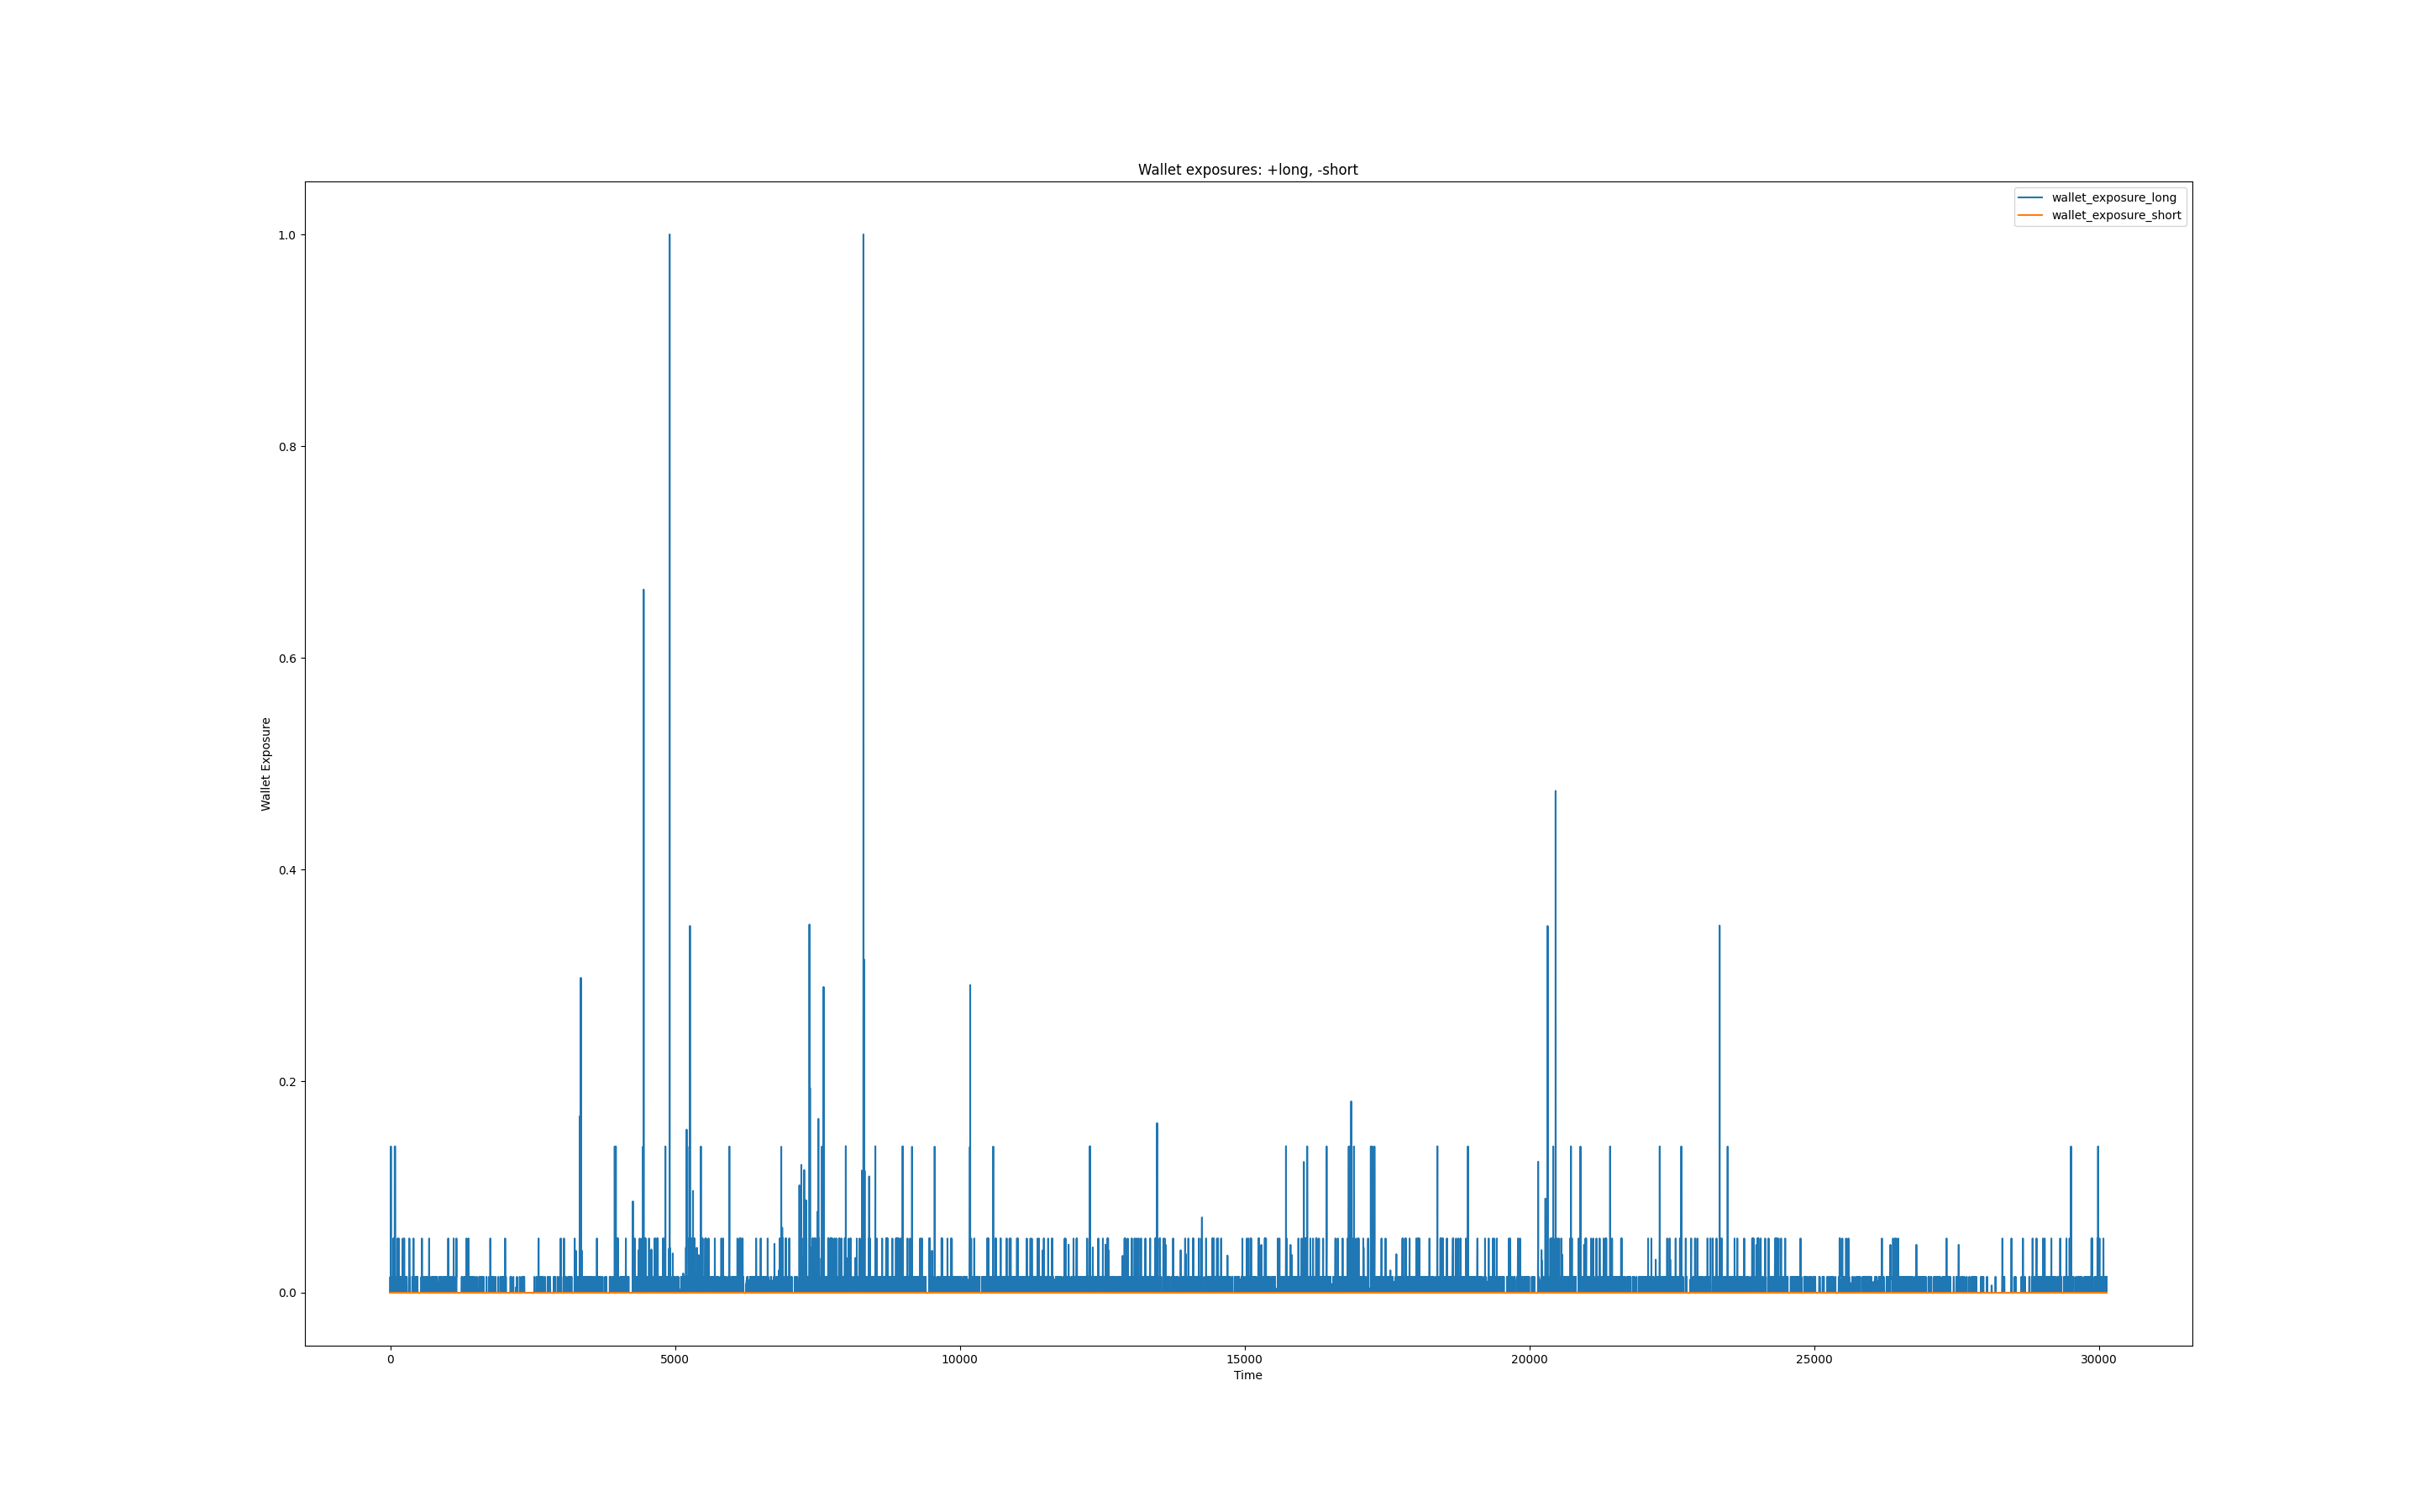 Wallet exposures: +long, -short
wallet_exposure_long
wallet_exposure_short
1.0
0.8
0.6
0.4
0.2
0.0
Wallet Exposure
0 5000 10000 15000 20000 25000 30000
Time